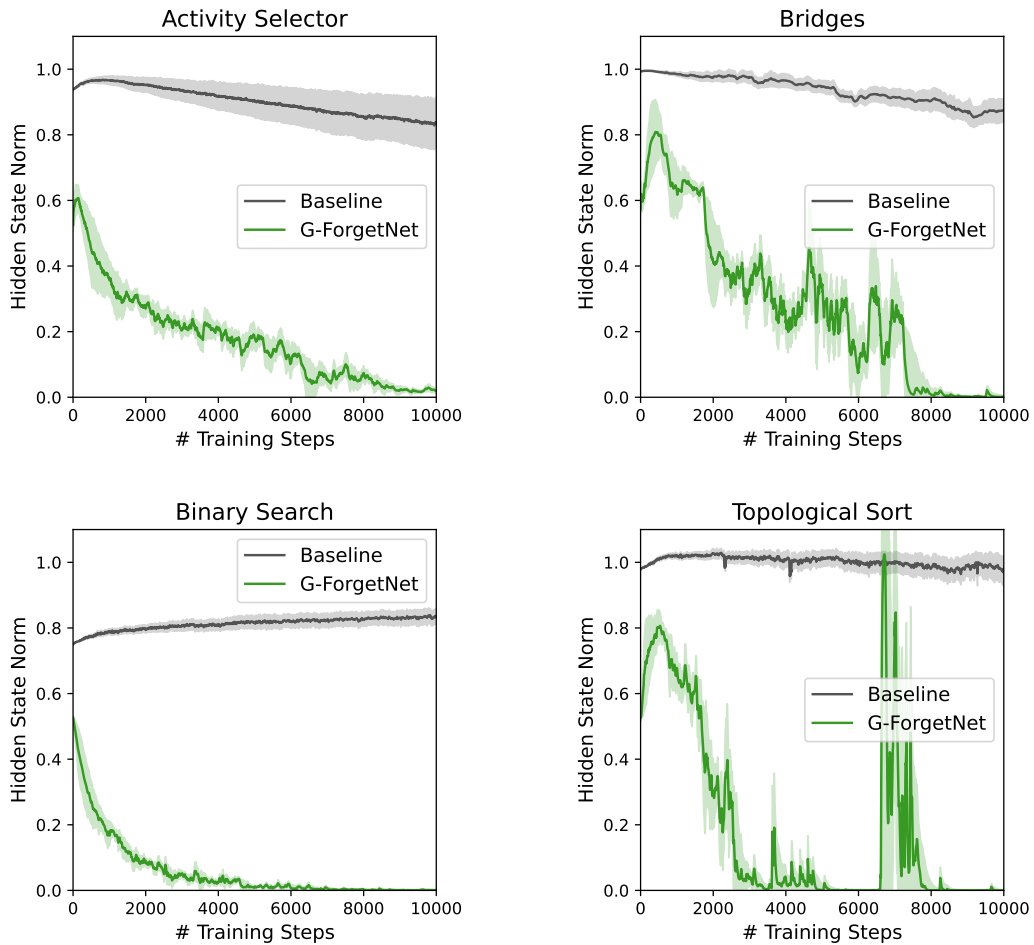 Activity Selector
Hidden State Norm
1.0
0.8
0.6
0.4
0.2
0.0
Baseline
G-ForgetNet
0 2000 4000 6000 8000 10000
# Training Steps
Bridges
Hidden State Norm
1.0
0.8
0.6
0.4
0.2
0.0
Baseline
G-ForgetNet
0 2000 4000 6000 8000 10000
# Training Steps
Binary Search
Hidden State Norm
1.0
0.8
0.6
0.4
0.2
0.0
Baseline
G-ForgetNet
0 2000 4000 6000 8000 10000
# Training Steps
Topological Sort
Hidden State Norm
1.0
0.8
0.6
0.4
0.2
0.0
Baseline
G-ForgetNet
0 2000 4000 6000 8000 10000
# Training Steps